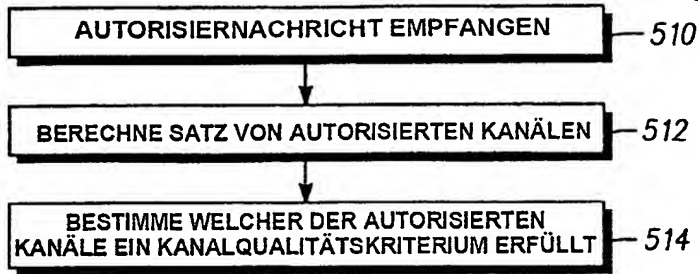 AUTORISIERNACHRICHT EMPFANGEN 510
BERECHNE SATZ VON AUTORISIERTEN KANÄLEN 512
BESTIMME WELCHER DER AUTORISIERTEN
KANÄLE EIN KANALQUALITÄTSKRITERIUM ERFÜLLT 514